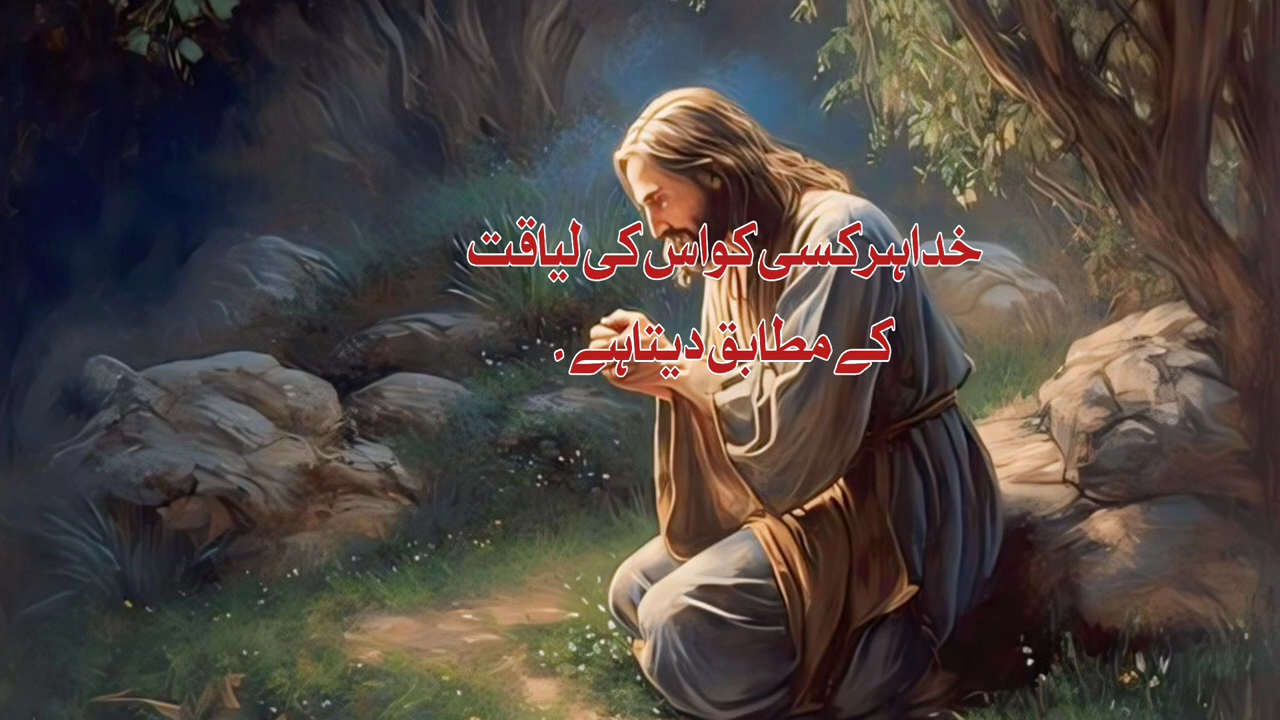 خدا ہر کسی کو اس کی لیاقت
کے مطابق دیتا ہے .